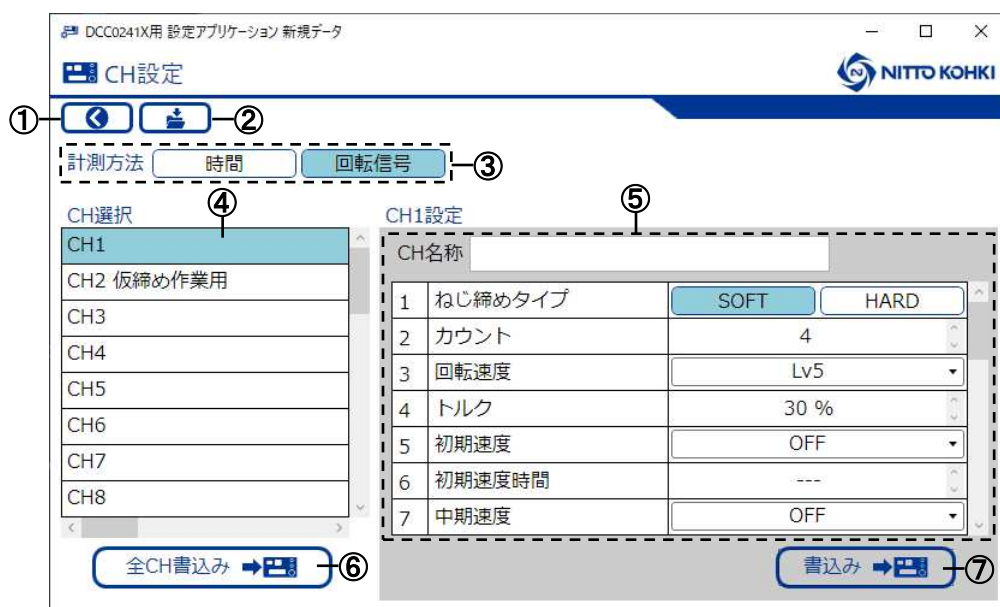 DCC0241X用 設定アプリケーション 新規データ
CH設定
NITTO KOHKI
① ②
計測方法 時間 回転信号 ③
④ ⑤
CH選択
CH1
CH2 仮締め作業用
CH3
CH4
CH5
CH6
CH7
CH8
全CH書込み ⑥
CH1設定
CH名称
1 ねじ締めタイプ SOFT HARD
2 カウント 4
3 回転速度 Lv5
4 トルク 30 %
5 初期速度 OFF
6 初期速度時間 ---
7 中期速度 OFF
書込み ⑦